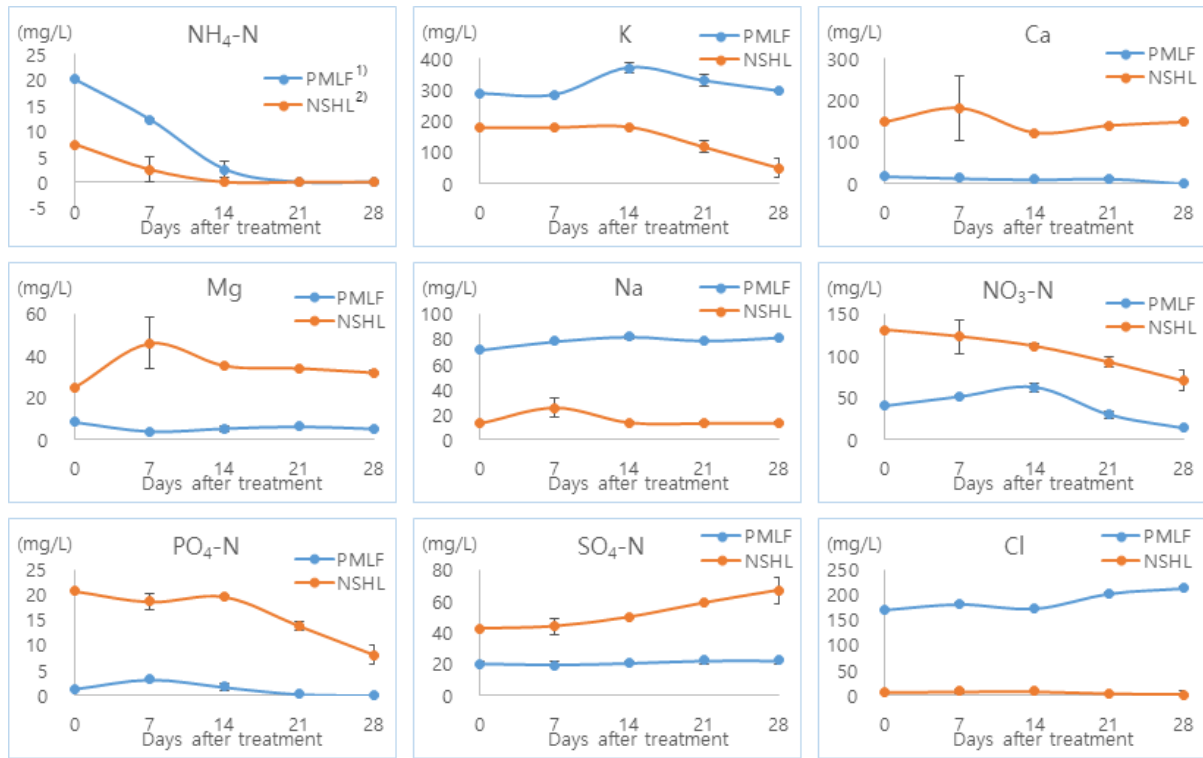 (mg/L) NH₄-N
25
20
15
10
5
0
-5
PMLF¹⁾
NSHL²⁾
0 7 14 21 28
Days after treatment
(mg/L) K
400
300
200
100
0
PMLF
NSHL
0 7 14 21 28
Days after treatment
(mg/L) Ca
300
200
100
0
PMLF
NSHL
0 7 14 21 28
Days after treatment
(mg/L) Mg
60
40
20
0
PMLF
NSHL
0 7 14 21 28
Days after treatment
(mg/L) Na
100
80
60
40
20
0
PMLF
NSHL
0 7 14 21 28
Days after treatment
(mg/L) NO₃-N
150
100
50
0
PMLF
NSHL
0 7 14 21 28
Days after treatment
(mg/L) PO₄-N
25
20
15
10
5
0
PMLF
NSHL
0 7 14 21 28
Days after treatment
(mg/L) SO₄-N
80
60
40
20
0
PMLF
NSHL
0 7 14 21 28
Days after treatment
(mg/L) Cl
250
200
150
100
50
0
PMLF
NSHL
0 7 14 21 28
Days after treatment